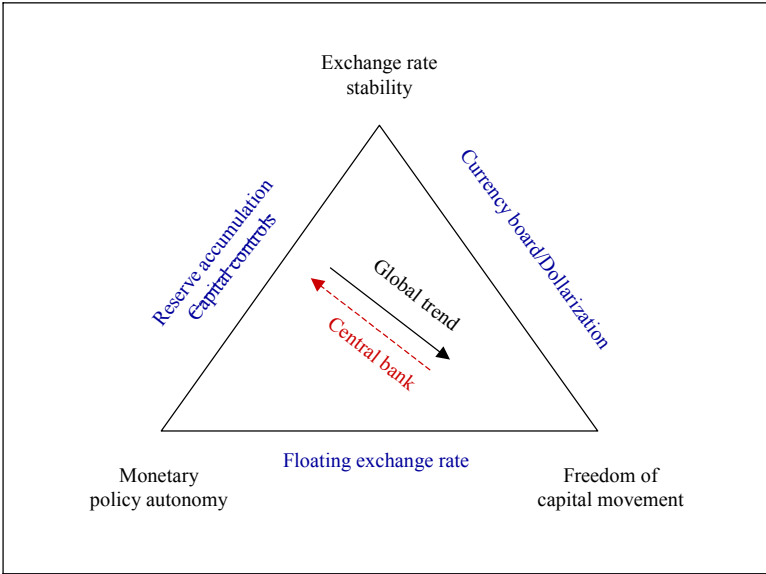 Exchange rate
stability
Currency board/Dollarization
Reserve accumulation
Capital controls
Global trend
Central bank
Floating exchange rate
Monetary
policy autonomy
Freedom of
capital movement